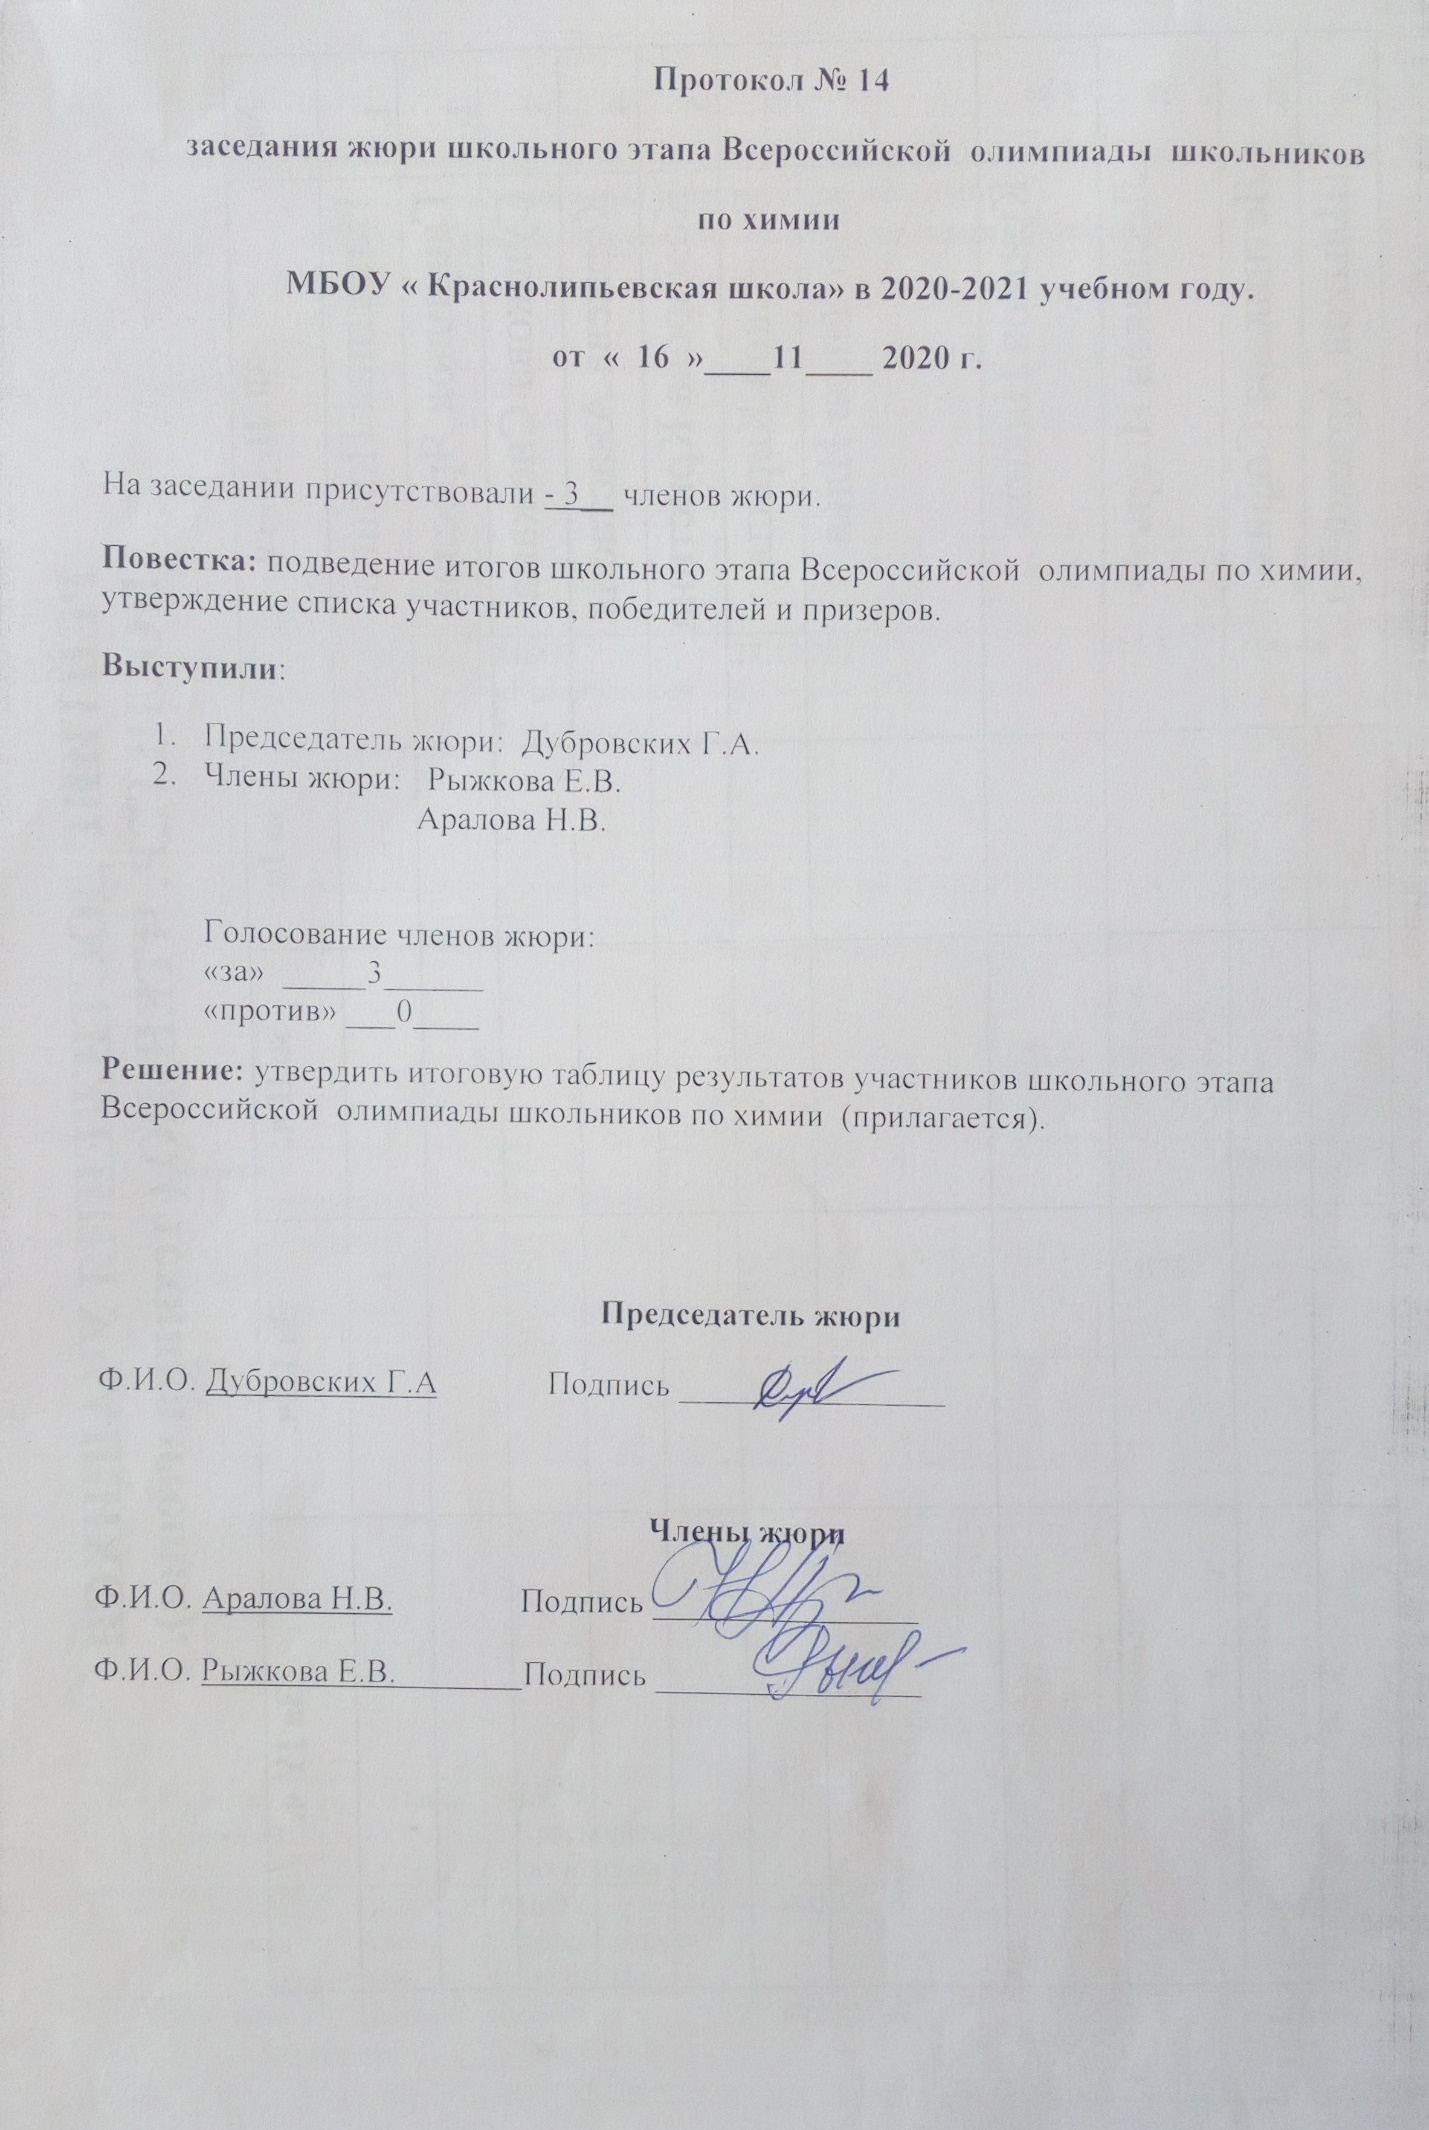 Протокол № 14
заседания жюри школьного этапа Всероссийской олимпиады школьников
по химии
МБОУ « Краснолипьевская школа» в 2020-2021 учебном году.
от « 16 »____11____ 2020 г.
На заседании присутствовали - 3__ членов жюри.
Повестка: подведение итогов школьного этапа Всероссийской олимпиады по химии,
утверждение списка участников, победителей и призеров.
Выступили:
1. Председатель жюри: Дубровских Г.А.
2. Члены жюри: Рыжкова Е.В.
Аралова Н.В.
Голосование членов жюри:
«за» _____3______
«против» ___0____
Решение: утвердить итоговую таблицу результатов участников школьного этапа
Всероссийской олимпиады школьников по химии (прилагается).
Председатель жюри
Ф.И.О. Дубровских Г.А Подпись ________________
Члены жюри
Ф.И.О. Аралова Н.В. Подпись ________________
Ф.И.О. Рыжкова Е.В. ________Подпись ________________